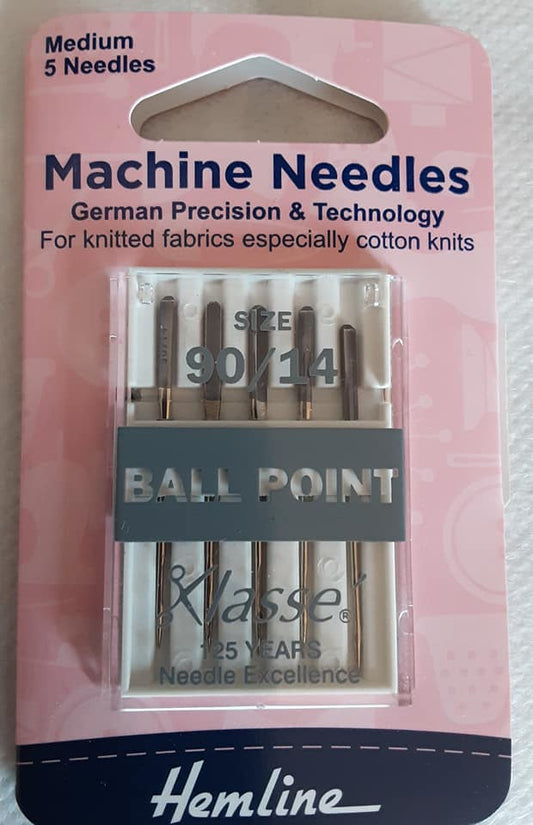 Medium
5 Needles
Machine Needles
German Precision & Technology
For knitted fabrics especially cotton knits
SIZE
90/14
BALL POINT
Klassé®
125 YEARS
Needle Excellence
Hemline